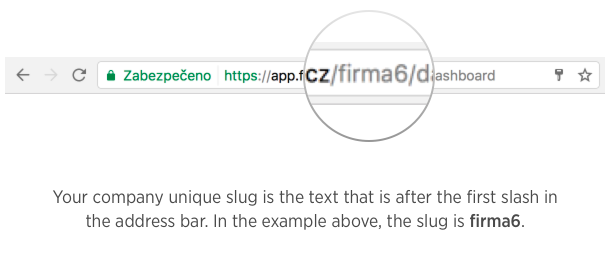 Zabezpečeno https://app.f cz/firma6/dashboard
Your company unique slug is the text that is after the first slash in
the address bar. In the example above, the slug is firma6.